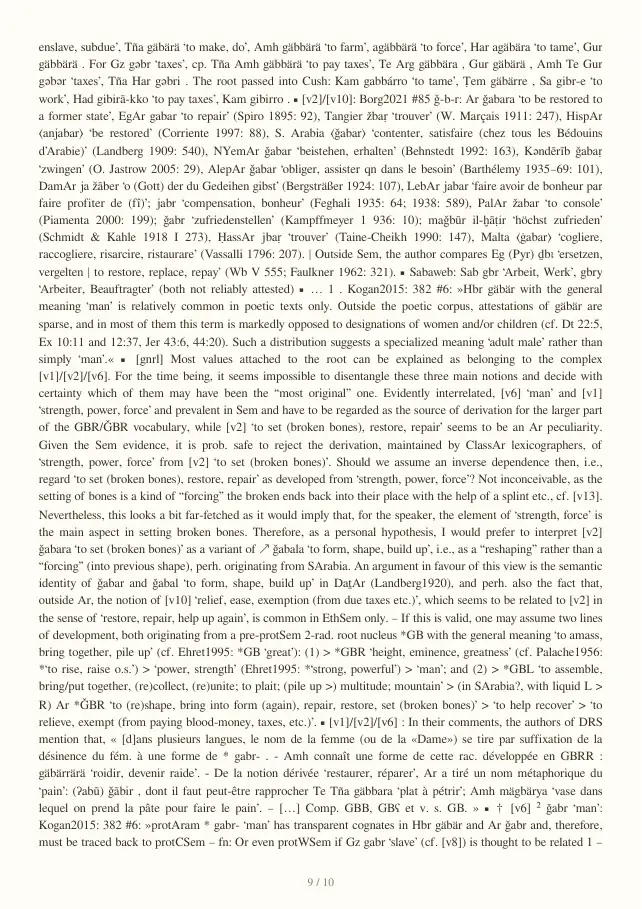 enslave, subdue’, Tña gäbärä ‘to make, do’, Amh gäbbärä ‘to farm’, agäbbärä ‘to force’, Har agäbära ‘to tame’, Gur
gäbbärä . For Gz gəbr ‘taxes’, cp. Tña Amh gäbbärä ‘to pay taxes’, Te Arg gäbbära , Gur gäbärä , Amh Te Gur
gəbər ‘taxes’, Tña Har gəbri . The root passed into Cush: Kam gabbárro ‘to tame’, Ṭem gäbärre , Sa gibr-e ‘to
work’, Had gibirā-kko ‘to pay taxes’, Kam gibirro . ▪ [v2]/[v10]: Borg2021 #85 ǧ-b-r: Ar ǧabara ‘to be restored to
a former state’, EgAr gabar ‘to repair’ (Spiro 1895: 92), Tangier žbaṛ ‘trouver’ (W. Marçais 1911: 247), HispAr
〈anjabar〉 ‘be restored’ (Corriente 1997: 88), S. Arabia 〈ǧabar〉 ‘contenter, satisfaire (chez tous les Bédouins
d’Arabie)’ (Landberg 1909: 540), NYemAr ǧabar ‘beistehen, erhalten’ (Behnstedt 1992: 163), Kəndērīb ǧabaṛ
‘zwingen’ (O. Jastrow 2005: 29), AlepAr ǧabar ‘obliger, assister qn dans le besoin’ (Barthélemy 1935–69: 101),
DamAr ja žāber ‘o (Gott) der du Gedeihen gibst’ (Bergsträßer 1924: 107), LebAr jabar ‘faire avoir de bonheur par
faire profiter de (fī)’; jabr ‘compensation, bonheur’ (Feghali 1935: 64; 1938: 589), PalAr žabar ‘to console’
(Piamenta 2000: 199); ǧabr ‘zufriedenstellen’ (Kampffmeyer 1 936: 10); maǧbūr il-ḫāṭir ‘höchst zufrieden’
(Schmidt & Kahle 1918 I 273), ḤassAr jbaṛ ‘trouver’ (Taine-Cheikh 1990: 147), Malta 〈ġabar〉 ‘cogliere,
raccogliere, risarcire, ristaurare’ (Vassalli 1796: 207). | Outside Sem, the author compares Eg (Pyr) ḏbꜣ ‘ersetzen,
vergelten | to restore, replace, repay’ (Wb V 555; Faulkner 1962: 321). ▪ Sabaweb: Sab gbr ‘Arbeit, Werk’, gbry
‘Arbeiter, Beauftragter’ (both not reliably attested) ▪ … 1 . Kogan2015: 382 #6: »Hbr gäbär with the general
meaning ‘man’ is relatively common in poetic texts only. Outside the poetic corpus, attestations of gäbär are
sparse, and in most of them this term is markedly opposed to designations of women and/or children (cf. Dt 22:5,
Ex 10:11 and 12:37, Jer 43:6, 44:20). Such a distribution suggests a specialized meaning ‘adult male’ rather than
simply ‘man’.« ▪ [gnrl] Most values attached to the root can be explained as belonging to the complex
[v1]/[v2]/[v6]. For the time being, it seems impossible to disentangle these three main notions and decide with
certainty which of them may have been the “most original” one. Evidently interrelated, [v6] ‘man’ and [v1]
‘strength, power, force’ and prevalent in Sem and have to be regarded as the source of derivation for the larger part
of the GBR/ǦBR vocabulary, while [v2] ‘to set (broken bones), restore, repair’ seems to be an Ar peculiarity.
Given the Sem evidence, it is prob. safe to reject the derivation, maintained by ClassAr lexicographers, of
‘strength, power, force’ from [v2] ‘to set (broken bones)’. Should we assume an inverse dependence then, i.e.,
regard ‘to set (broken bones), restore, repair’ as developed from ‘strength, power, force’? Not inconceivable, as the
setting of bones is a kind of “forcing” the broken ends back into their place with the help of a splint etc., cf. [v13].
Nevertheless, this looks a bit far-fetched as it would imply that, for the speaker, the element of ‘strength, force’ is
the main aspect in setting broken bones. Therefore, as a personal hypothesis, I would prefer to interpret [v2]
ǧabara ‘to set (broken bones)’ as a variant of ↗ ǧabala ‘to form, shape, build up’, i.e., as a “reshaping” rather than a
“forcing” (into previous shape), perh. originating from SArabia. An argument in favour of this view is the semantic
identity of ǧabar and ǧabal ‘to form, shape, build up’ in DaṯAr (Landberg1920), and perh. also the fact that,
outside Ar, the notion of [v10] ‘relief, ease, exemption (from due taxes etc.)’, which seems to be related to [v2] in
the sense of ‘restore, repair, help up again’, is common in EthSem only. – If this is valid, one may assume two lines
of development, both originating from a pre-protSem 2-rad. root nucleus *GB with the general meaning ‘to amass,
bring together, pile up’ (cf. Ehret1995: *GB ‘great’): (1) > *GBR ‘height, eminence, greatness’ (cf. Palache1956:
*‘to rise, raise o.s.’) > ‘power, strength’ (Ehret1995: *‘strong, powerful’) > ‘man’; and (2) > *GBL ‘to assemble,
bring/put together, (re)collect, (re)unite; to plait; (pile up >) multitude; mountain’ > (in SArabia?, with liquid L >
R) Ar *ǦBR ‘to (re)shape, bring into form (again), repair, restore, set (broken bones)’ > ‘to help recover’ > ‘to
relieve, exempt (from paying blood-money, taxes, etc.)’. ▪ [v1]/[v2]/[v6] : In their comments, the authors of DRS
mention that, « [d]ans plusieurs langues, le nom de la femme (ou de la «Dame») se tire par suffixation de la
désinence du fém. à une forme de * gabr- . - Amh connaît une forme de cette rac. développée en GBRR :
gäbärrärä ‘roidir, devenir raide’. - De la notion dérivée ‘restaurer, réparer’, Ar a tiré un nom métaphorique du
‘pain’: (ʔabū) ǧābir , dont il faut peut-être rapprocher Te Tña gäbbara ‘plat à pétrir’; Amh mägbärya ‘vase dans
lequel on prend la pâte pour faire le pain’. – […] Comp. GBB, GBʕ et v. s. GB. » ▪ † [v6] ² ǧabr ‘man’:
Kogan2015: 382 #6: »protAram * gabr- ‘man’ has transparent cognates in Hbr gäbär and Ar ǧabr and, therefore,
must be traced back to protCSem – fn: Or even protWSem if Gz gabr ‘slave’ (cf. [v8]) is thought to be related 1 –
9 / 10